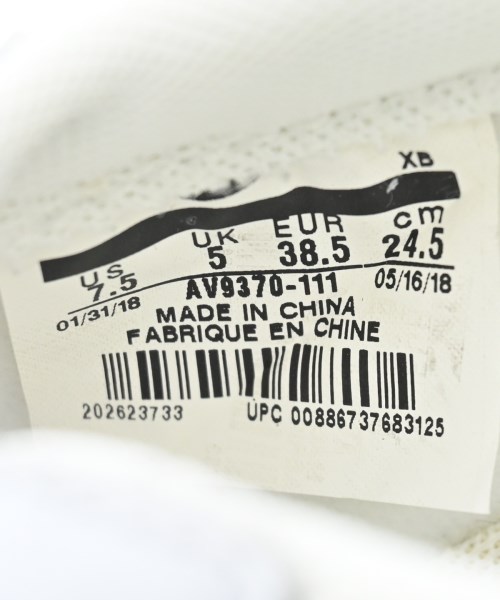 XB
US UK EUR cm
7.5 5 38.5 24.5
01/31/18 AV9370-111 05/16/18
MADE IN CHINA
FABRIQUE EN CHINE
202623733 UPC 00886737683125